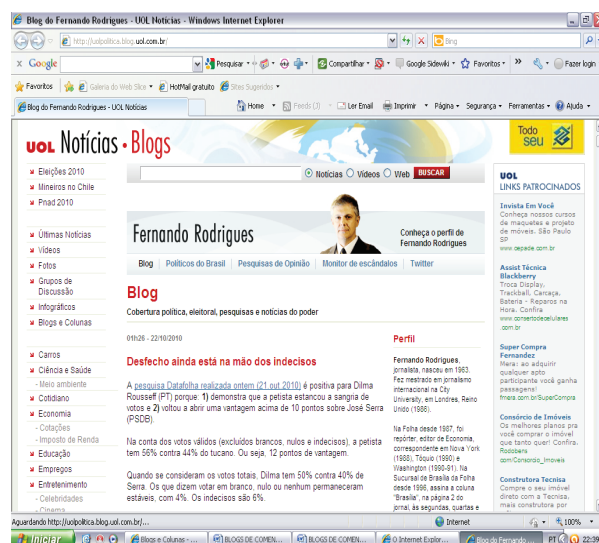 Blog do Fernando Rodrigues - UOL Notícias - Windows Internet Explorer
http://uolpolitica.blog.uol.com.br/
Bing
Google
Pesquisar
Compartilhar
Google Sidewiki
Favoritos
Fazer login
Favoritos
Galeria do Web Slice
HotMail gratuito
Sites Sugeridos
Blog do Fernando Rodrigues - UOL Notícias
Home
Feeds (J)
Ler Email
Imprimir
Página
Segurança
Ferramentas
Ajuda
UOL Notícias • Blogs
Todo seu
Eleições 2010
Mineiros no Chile
Pnad 2010
Últimas Notícias
Vídeos
Fotos
Grupos de
Discussão
Infográficos
Blogs e Colunas
Carros
Ciência e Saúde
- Meio ambiente
Cotidiano
Economia
- Cotações
- Imposto de Renda
Educação
Empregos
Entretenimento
- Celebridades
- Cinema
Notícias Vídeos Web BUSCAR
Fernando Rodrigues
Conheça o perfil de
Fernando Rodrigues
Blog | Políticos do Brasil | Pesquisas de Opinião | Monitor de escândalos | Twitter
Blog
Cobertura política, eleitoral, pesquisas e notícias do poder
01h26 - 22/10/2010
Desfecho ainda está na mão dos indecisos
A pesquisa Datafolha realizada ontem (21.out.2010) é positiva para Dilma
Rousseff (PT) porque: 1) demonstra que a petista estancou a sangria de
votos e 2) voltou a abrir uma vantagem acima de 10 pontos sobre José Serra
(PSDB).
Na conta dos votos válidos (excluídos brancos, nulos e indecisos), a petista
tem 56% contra 44% do tucano. Ou seja, 12 pontos de vantagem.
Quando se consideram os votos totais, Dilma tem 50% contra 40% de
Serra. Os que dizem votar em branco, nulo ou nenhum permaneceram
estáveis, com 4%. Os indecisos são 6%.
Perfil
Fernando Rodrigues,
jornalista, nasceu em 1963.
Fez mestrado em jornalismo
internacional na City
University, em Londres, Reino
Unido (1986).
Na Folha desde 1987, foi
repórter, editor de Economia,
correspondente em Nova York
(1988), Tóquio (1990) e
Washington (1990-91). Na
Sucursal de Brasília da Folha
desde 1996, assina a coluna
"Brasília", na página 2 do
jornal, às segundas, quartas e
UOL
LINKS PATROCINADOS
Invista Em Você
Conheça nossos cursos
de maquetes e projeto
de móveis. São Paulo
SP
www.cepade.com.br
Assist Técnica
Blackberry
Troca Display,
Trackball, Carcaça,
Bateria - Reparos na
Hora. Confira
www.consertodecelulares
.com.br
Super Compra
Fernandez
Mera: ao adquirir
qualquer apto
participante você ganha
passagens!
fmera.com.br/SuperCompra
Consórcio de Imóveis
Os melhores planos pra
você comprar o imóvel
que tanto quer! Confira.
Rodobens
com/Consorcio_Imoveis
Construtora Tecnisa
Compre o seu imóvel
direto com a Tecnisa,
mais construtora por
Aguardando http://uolpolitica.blog.uol.com.br/...
Internet
100%
Iniciar
Blogs e Colunas - ...
BLOGS DE COMEN...
BLOGS DE COMEN...
O Internet Explor...
Blog do Fernando ...
PT
22:39